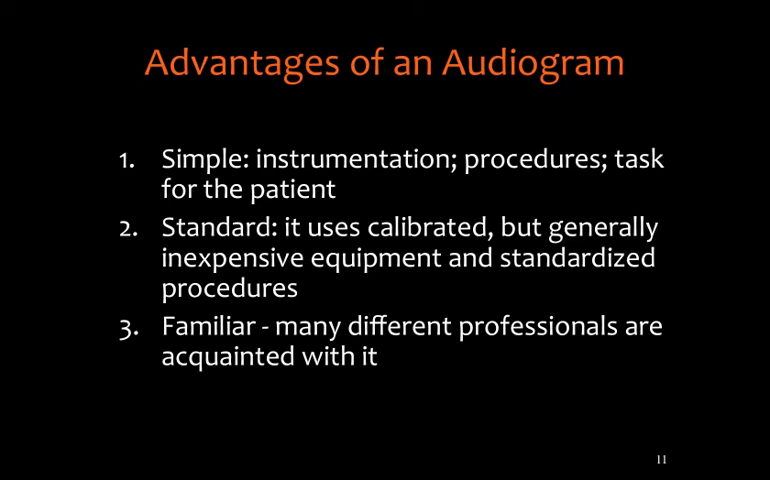 Advantages of an Audiogram
1. Simple: instrumentation; procedures; task
for the patient
2. Standard: it uses calibrated, but generally
inexpensive equipment and standardized
procedures
3. Familiar - many different professionals are
acquainted with it
11